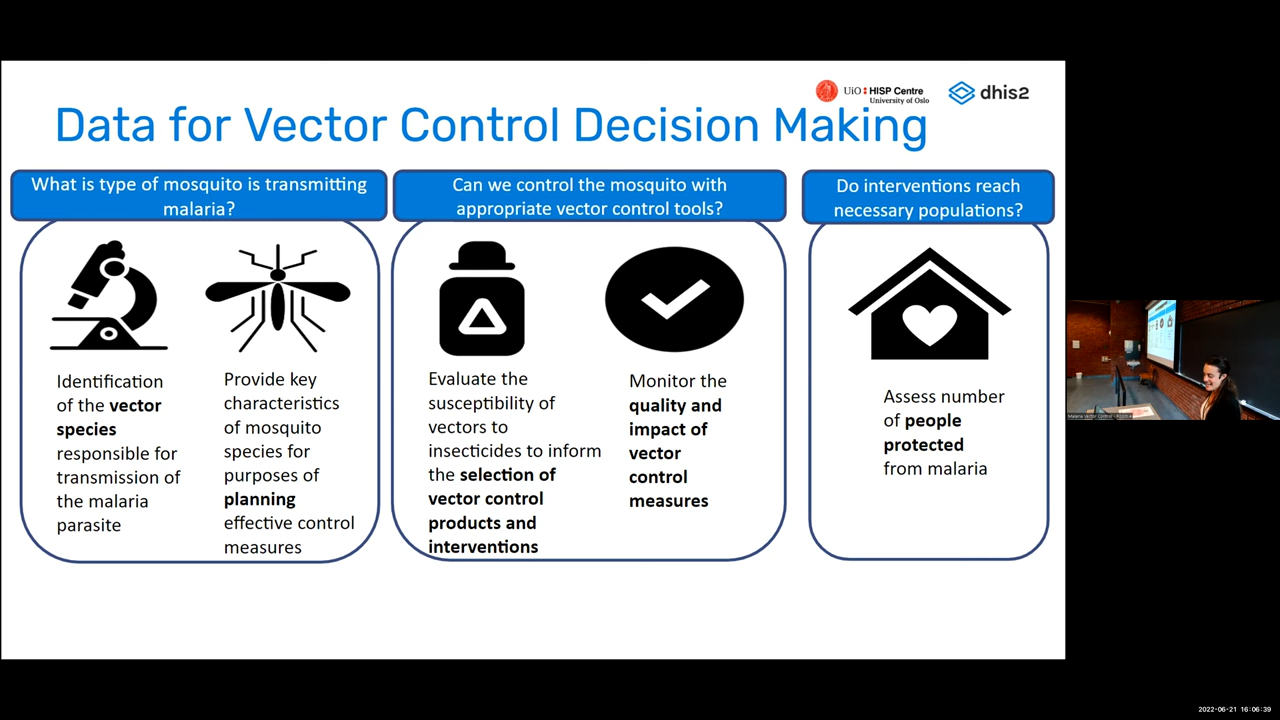 UiO HISP Centre
University of Oslo
dhis2
Data for Vector Control Decision Making
What is type of mosquito is transmitting
malaria?
Identification
of the vector
species
responsible for
transmission of
the malaria
parasite
Provide key
characteristics
of mosquito
species for
purposes of
planning
effective control
measures
Can we control the mosquito with
appropriate vector control tools?
Evaluate the
susceptibility of
vectors to
insecticides to inform
the selection of
vector control
products and
interventions
Monitor the
quality and
impact of
vector
control
measures
Do interventions reach
necessary populations?
Assess number
of people
protected
from malaria
Malaria Vector Control
2022-06-21 16:06:39